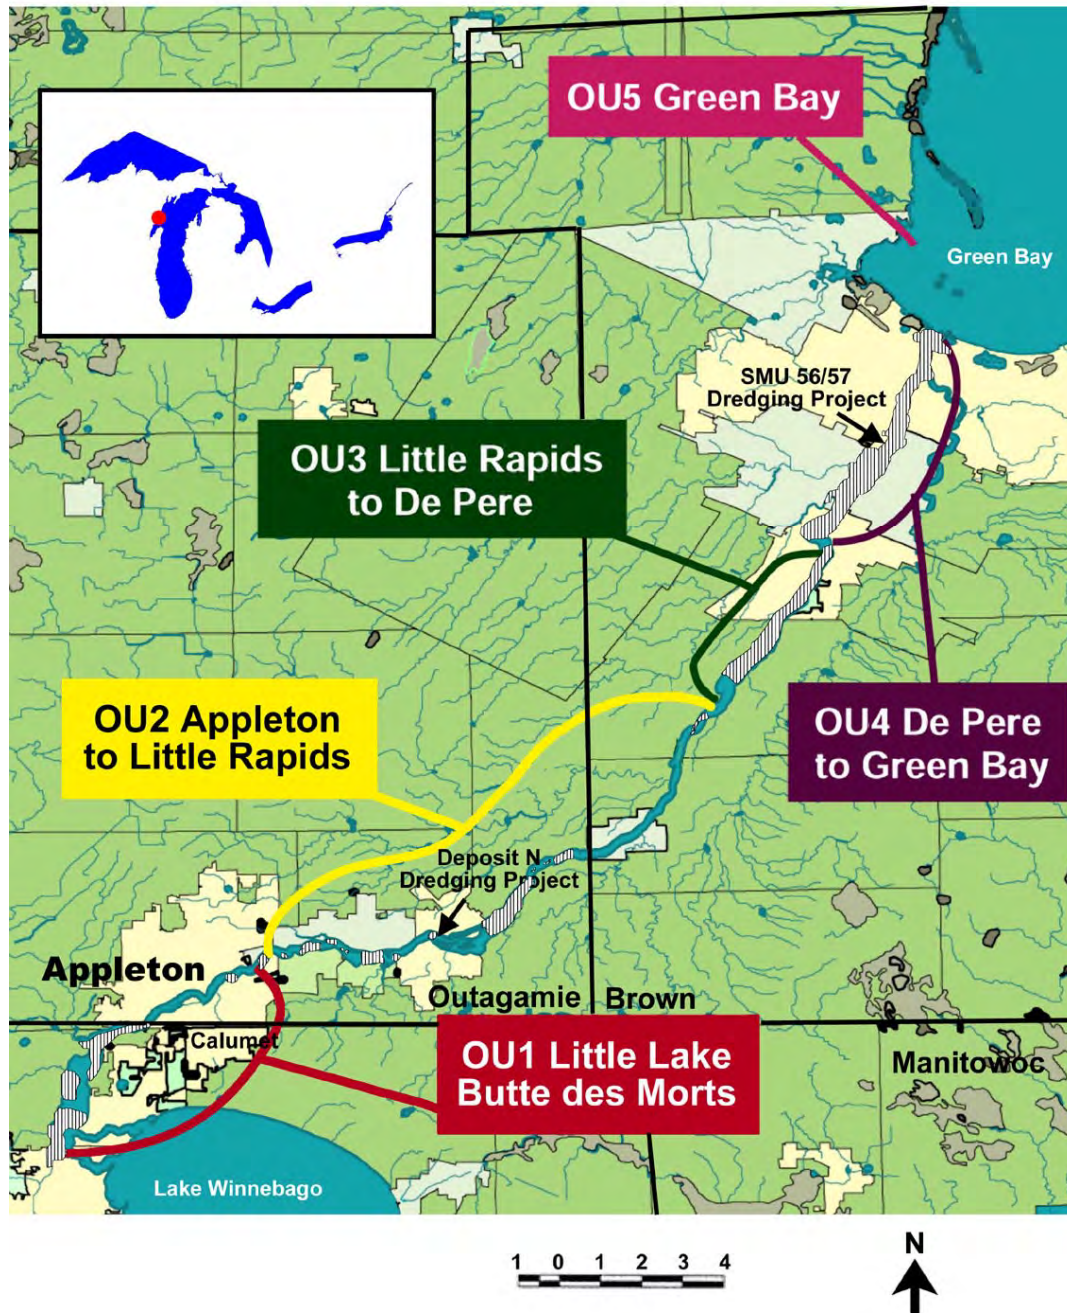 OU5 Green Bay
Green Bay
SMU 56/57
Dredging Project
OU3 Little Rapids
to De Pere
OU2 Appleton
to Little Rapids
OU4 De Pere
to Green Bay
Deposit N
Dredging Project
Appleton
Outagamie
Brown
Calumet
OU1 Little Lake
Butte des Morts
Manitowoc
Lake Winnebago
1 0 1 2 3 4
N